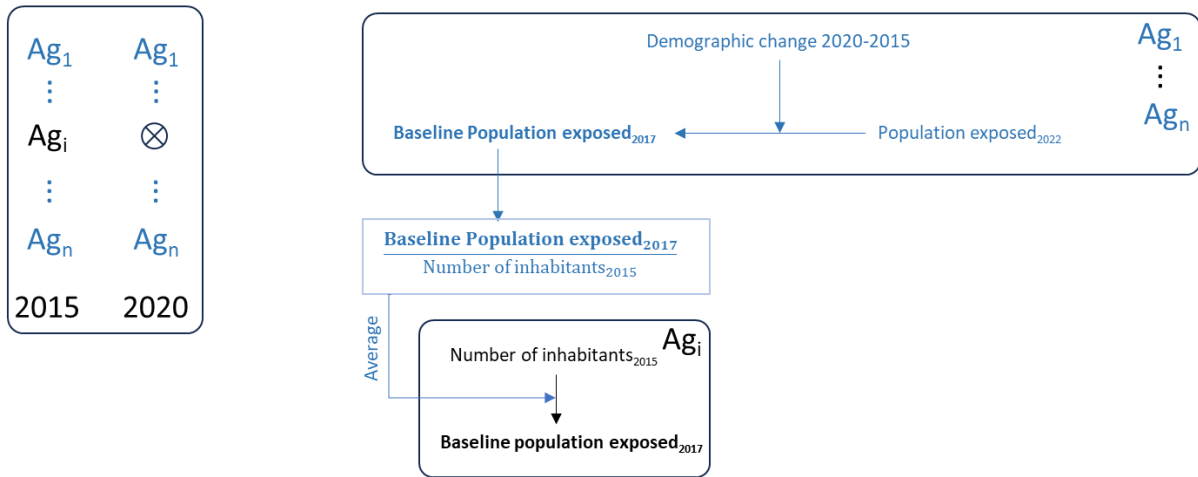 Ag1 Ag1
⋮ ⋮
Agi ⊗
⋮ ⋮
Agn Agn
2015 2020
Demographic change 2020-2015
Ag1
⋮
Agn
Baseline Population exposed2017
Population exposed2022
Baseline Population exposed2017
Number of inhabitants2015
Average
Agi
Number of inhabitants2015
Baseline population exposed2017